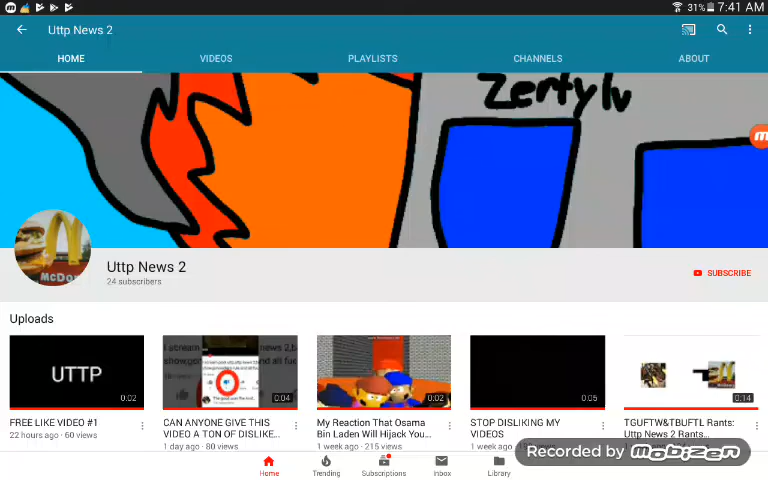 31% 7:41 AM
Uttp News 2
HOME VIDEOS PLAYLISTS CHANNELS ABOUT
zentylv
McDon
Uttp News 2
24 subscribers
SUBSCRIBE
Uploads
UTTP
0:02
0:04
0:02
0:05
0:14
FREE LIKE VIDEO #1
22 hours ago · 60 views
CAN ANYONE GIVE THIS
VIDEO A TON OF DISLIKE...
1 day ago · 80 views
My Reaction That Osama
Bin Laden Will Hijack You...
1 week ago · 215 views
STOP DISLIKING MY
VIDEOS
1 week ago
TGUFTW&TBUFTL Rants:
Uttp News 2 Rants...
Recorded by MOBIZEN
Home Trending Subscriptions Inbox Library